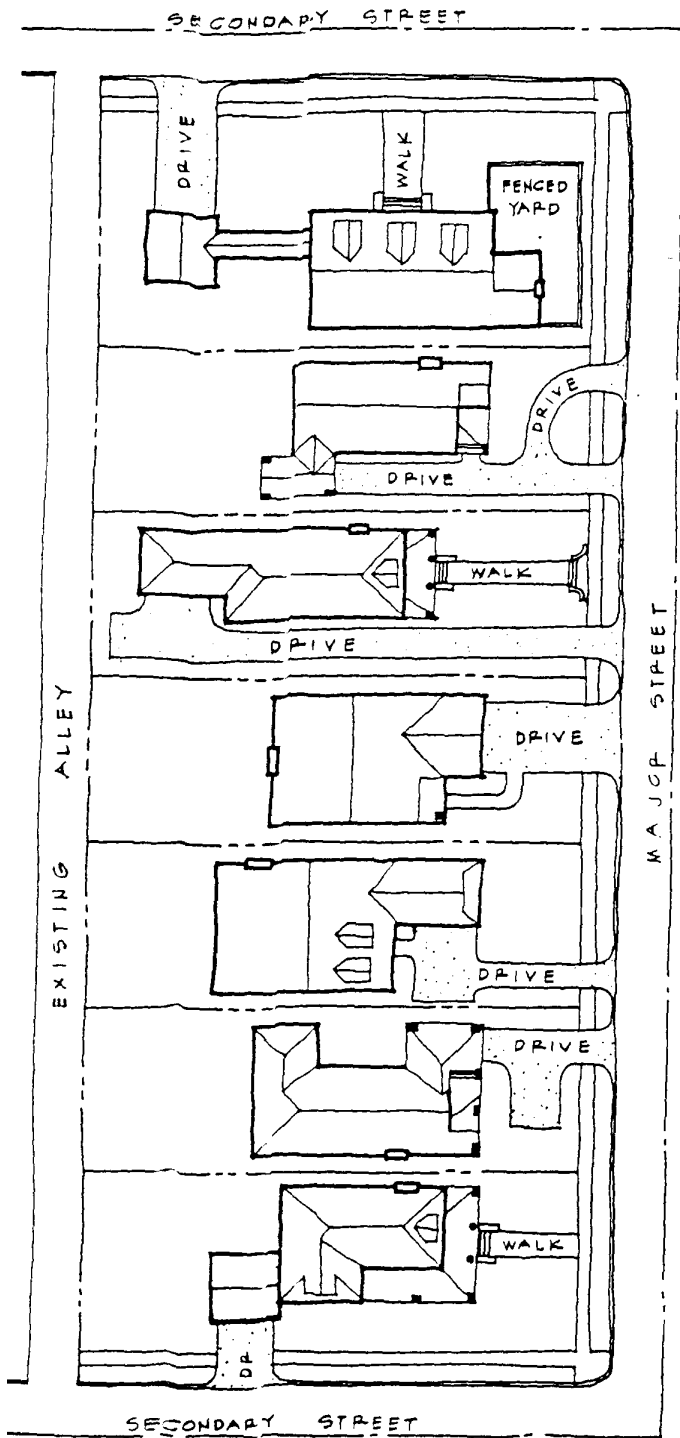 SECONDARY STREET
DRIVE
WALK
FENCED
YARD
DRIVE
DRIVE
WALK
DRIVE
DRIVE
EXISTING ALLEY
MAJOR STREET
DRIVE
DRIVE
WALK
DR
SECONDARY STREET